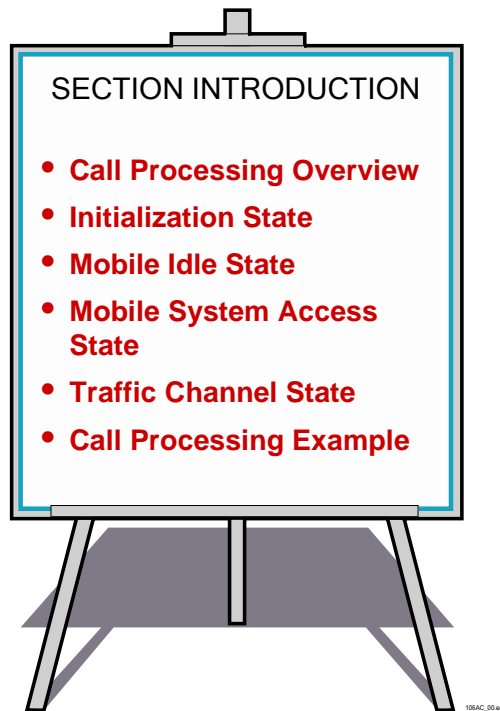 SECTION INTRODUCTION
• Call Processing Overview
• Initialization State
• Mobile Idle State
• Mobile System Access
State
• Traffic Channel State
• Call Processing Example
106AC_00.e